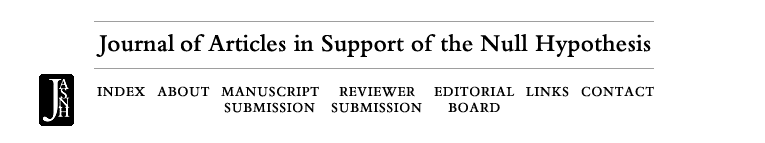 Journal of Articles in Support of the Null Hypothesis
JASNH
INDEX ABOUT MANUSCRIPT REVIEWER EDITORIAL LINKS CONTACT
SUBMISSION SUBMISSION BOARD